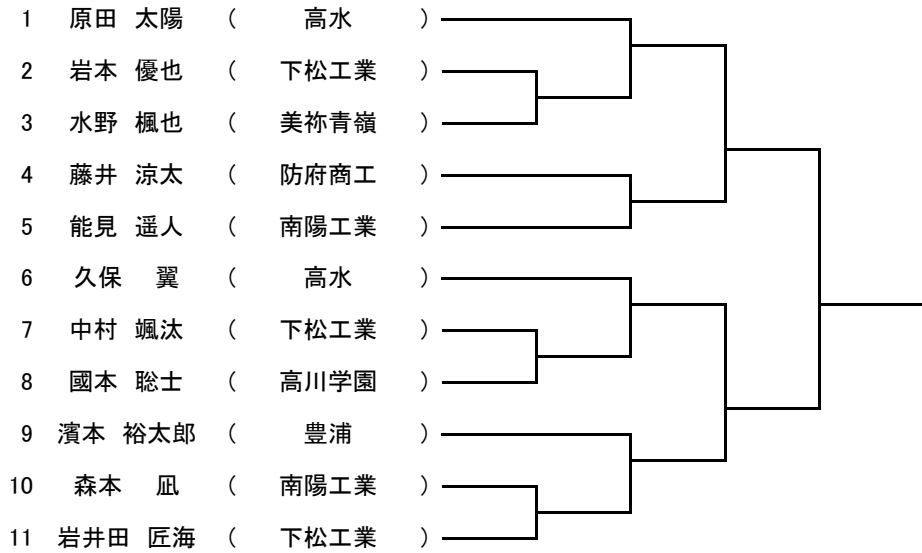 1 原田 太陽 ( 高水 )
2 岩本 優也 ( 下松工業 )
3 水野 楓也 ( 美祢青嶺 )
4 藤井 涼太 ( 防府商工 )
5 能見 遥人 ( 南陽工業 )
6 久保 翼 ( 高水 )
7 中村 颯汰 ( 下松工業 )
8 國本 聡士 ( 高川学園 )
9 濱本 裕太郎 ( 豊浦 )
10 森本 凪 ( 南陽工業 )
11 岩井田 匠海 ( 下松工業 )